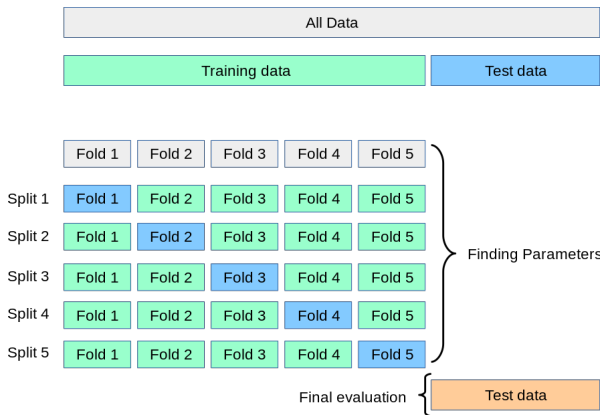 All Data
Training data Test data
Fold 1 Fold 2 Fold 3 Fold 4 Fold 5
Split 1 Fold 1 Fold 2 Fold 3 Fold 4 Fold 5
Split 2 Fold 1 Fold 2 Fold 3 Fold 4 Fold 5
Finding Parameters
Split 3 Fold 1 Fold 2 Fold 3 Fold 4 Fold 5
Split 4 Fold 1 Fold 2 Fold 3 Fold 4 Fold 5
Split 5 Fold 1 Fold 2 Fold 3 Fold 4 Fold 5
Final evaluation Test data